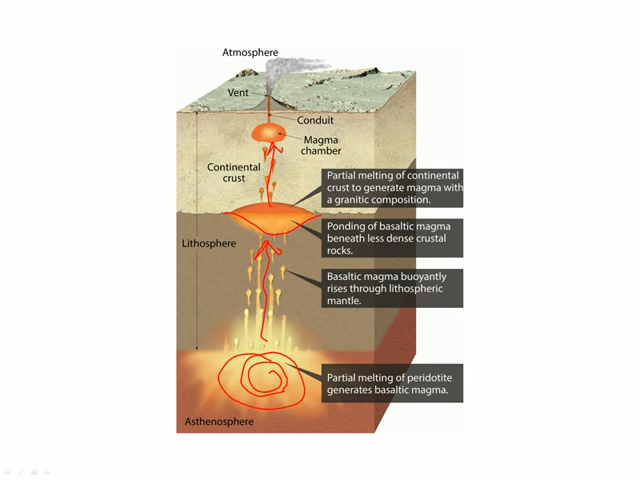 Atmosphere
Vent
Conduit
Magma
chamber
Continental
crust
Partial melting of continental
crust to generate magma with
a granitic composition.
Ponding of basaltic magma
beneath less dense crustal
rocks.
Lithosphere
Basaltic magma buoyantly
rises through lithospheric
mantle.
Partial melting of peridotite
generates basaltic magma.
Asthenosphere